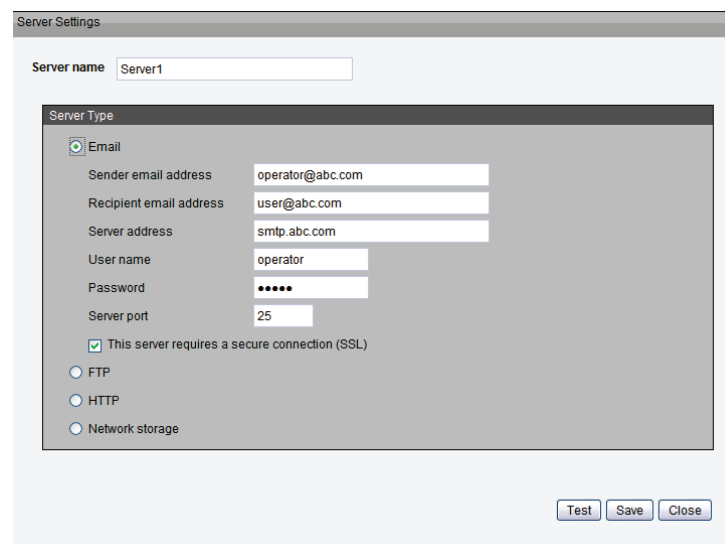 Server Settings
Server name Server1
Server Type
Email
Sender email address operator@abc.com
Recipient email address user@abc.com
Server address smtp.abc.com
User name operator
Password •••••
Server port 25
This server requires a secure connection (SSL)
FTP
HTTP
Network storage
Test Save Close